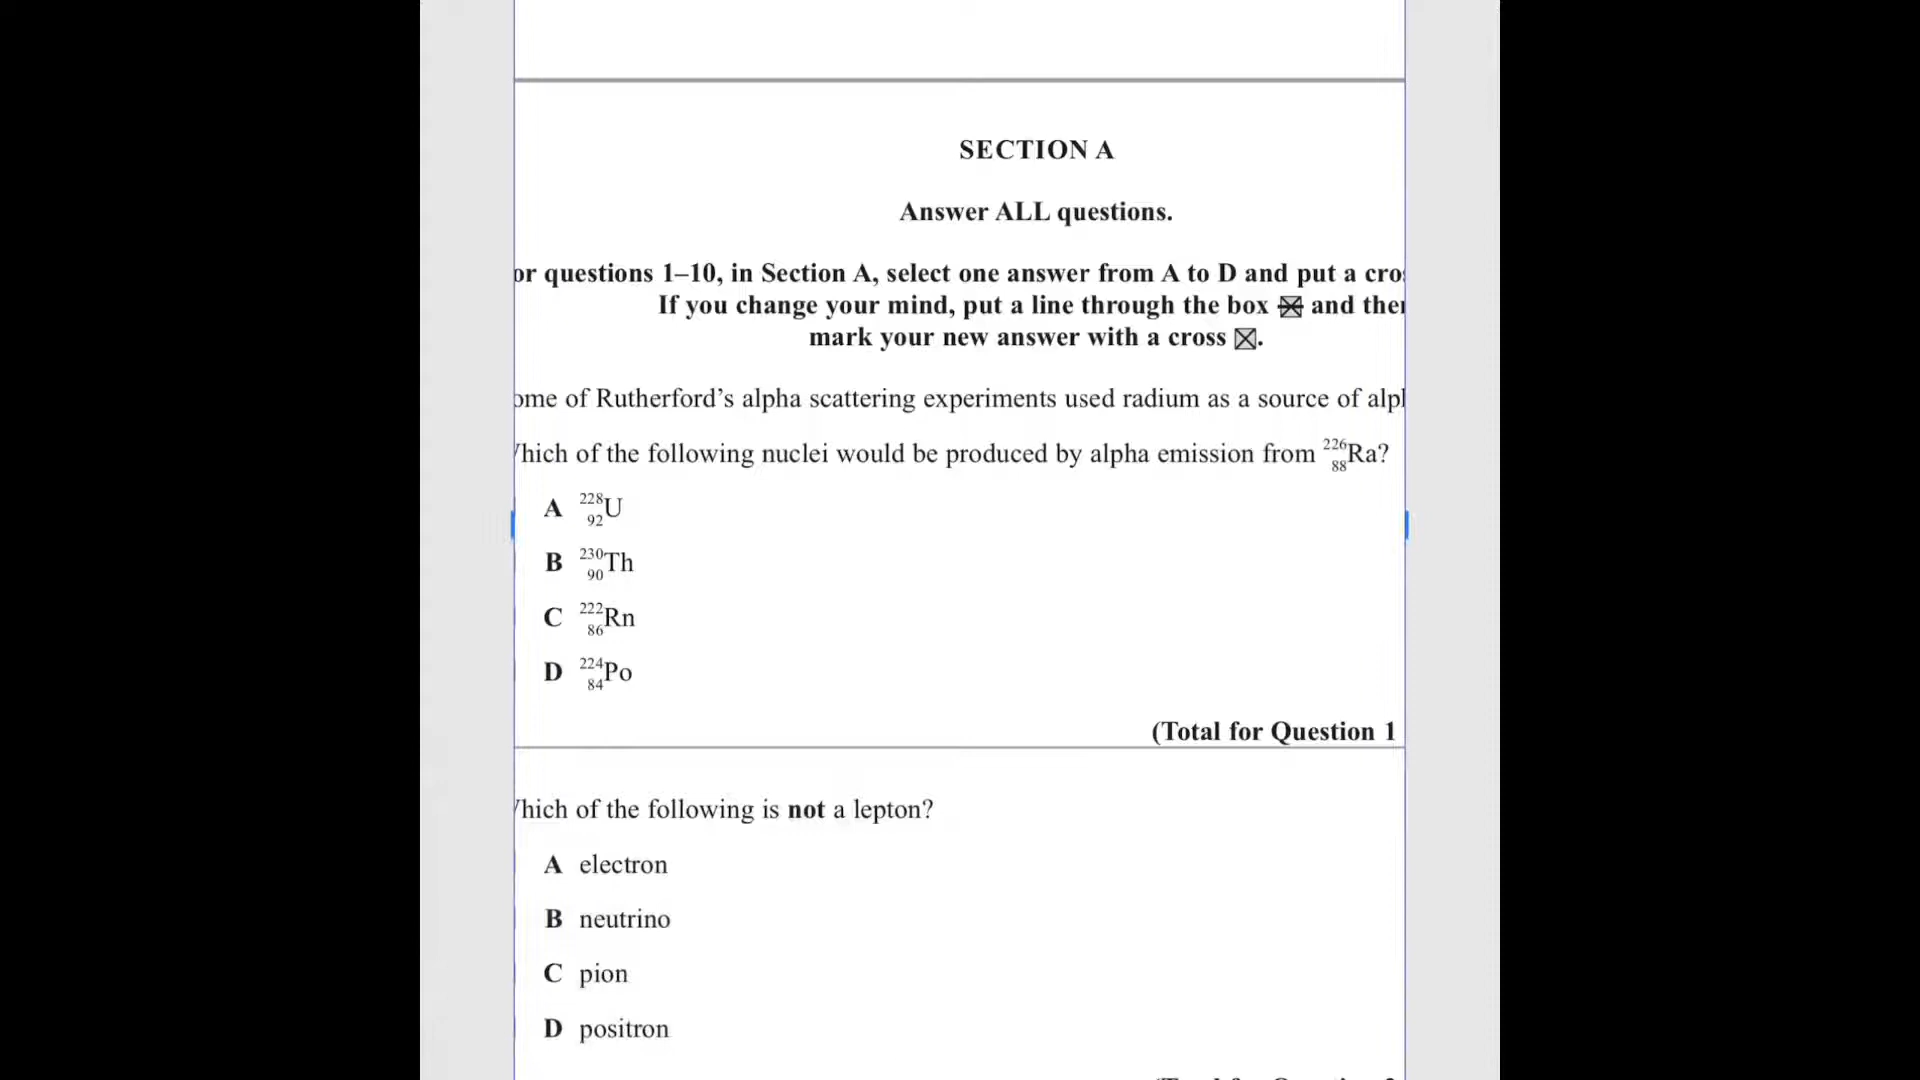 SECTION A
Answer ALL questions.
or questions 1–10, in Section A, select one answer from A to D and put a cros
If you change your mind, put a line through the box ☒ and then
mark your new answer with a cross ☒.
ome of Rutherford’s alpha scattering experiments used radium as a source of alph
hich of the following nuclei would be produced by alpha emission from ²²⁶₈₈Ra?
A ²²⁸₉₂U
B ²³⁰₉₀Th
C ²²²₈₆Rn
D ²²⁴₈₄Po
(Total for Question 1
hich of the following is not a lepton?
A electron
B neutrino
C pion
D positron